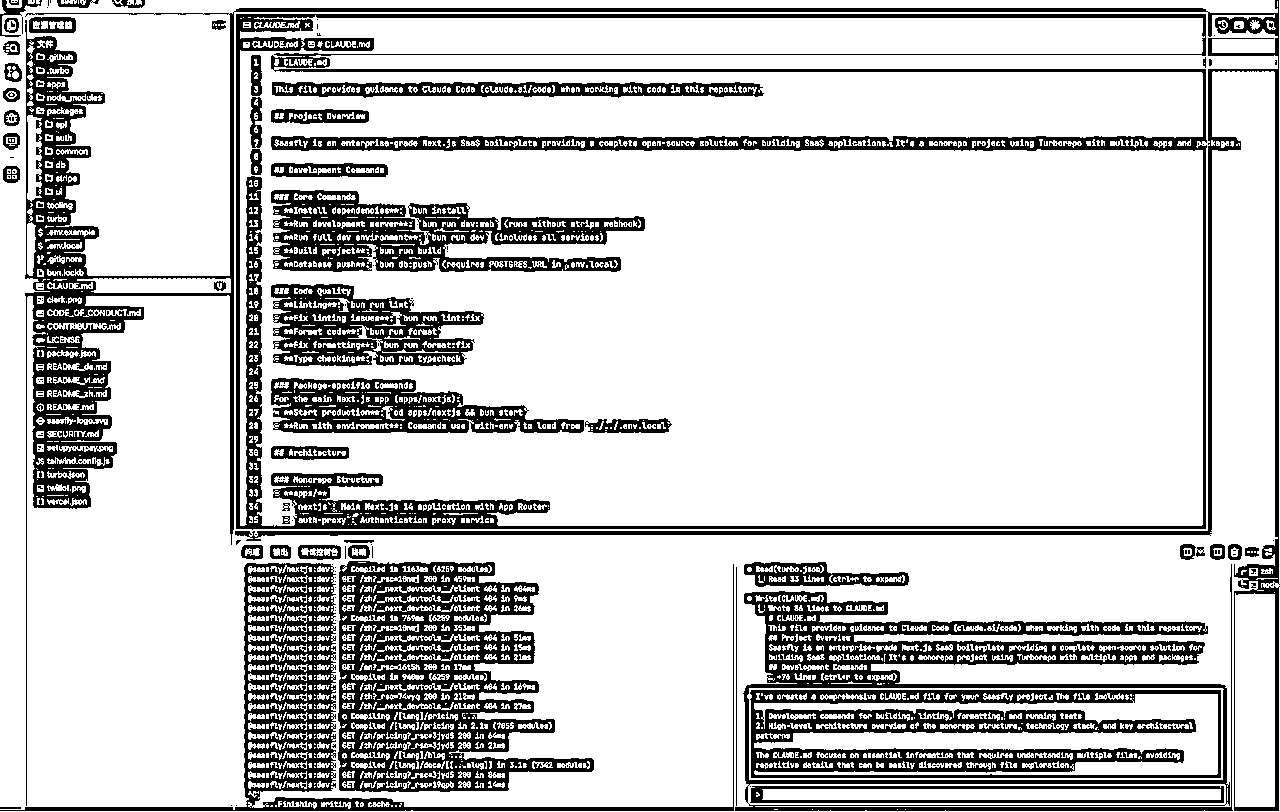 资源管理器
文件
.github
.turbo
apps
node_modules
packages
api
auth
common
db
stripe
ui
tooling
turbo
.env.example
.env.local
.gitignore
bun.lockb
CLAUDE.md
clerk.png
CODE_OF_CONDUCT.md
CONTRIBUTING.md
LICENSE
package.json
README_de.md
README_vi.md
README_zh.md
README.md
saasfly-logo.svg
SECURITY.md
setupyourpay.png
tailwind.config.js
turbo.json
twillot.png
vercel.json
CLAUDE.md ×
CLAUDE.md > # CLAUDE.md
1 # CLAUDE.md
2
3 This file provides guidance to Claude Code (claude.ai/code) when working with code in this repository.
4
5 ## Project Overview
6
7 Saasfly is an enterprise-grade Next.js SaaS boilerplate providing a complete open-source solution for building SaaS applications. It's a monorepo project using Turborepo with multiple apps and packages.
8
9 ## Development Commands
10
11 ### Core Commands
12 - **Install dependencies**: `bun install`
13 - **Run development server**: `bun run dev:web` (runs without stripe webhook)
14 - **Run full dev environment**: `bun run dev` (includes all services)
15 - **Build project**: `bun run build`
16 - **Database push**: `bun db:push` (requires POSTGRES_URL in .env.local)
17
18 ### Code Quality
19 - **Linting**: `bun run lint`
20 - **Fix linting issues**: `bun run lint:fix`
21 - **Format code**: `bun run format`
22 - **Fix formatting**: `bun run format:fix`
23 - **Type checking**: `bun run typecheck`
24
25 ### Package-specific Commands
26 For the main Next.js app (apps/nextjs):
27 - **Start production**: `cd apps/nextjs && bun start`
28 - **Run with environment**: Commands use `with-env` to load from `../../.env.local`
29
30 ## Architecture
31
32 ### Monorepo Structure
33 - **apps/**
34 - `nextjs`: Main Next.js 14 application with App Router
35 - `auth-proxy`: Authentication proxy service
36
问题 输出 调试控制台 终端
@saasfly/nextjs:dev: ✓ Compiled in 1163ms (6259 modules)
@saasfly/nextjs:dev: GET /zh?_rsc=10nwj 200 in 459ms
@saasfly/nextjs:dev: GET /zh/__next_devtools__/client 404 in 404ms
@saasfly/nextjs:dev: GET /zh/__next_devtools__/client 404 in 9ms
@saasfly/nextjs:dev: GET /zh/__next_devtools__/client 404 in 26ms
@saasfly/nextjs:dev: ✓ Compiled in 769ms (6259 modules)
@saasfly/nextjs:dev: GET /zh?_rsc=10nwj 200 in 353ms
@saasfly/nextjs:dev: GET /zh/__next_devtools__/client 404 in 51ms
@saasfly/nextjs:dev: GET /zh/__next_devtools__/client 404 in 15ms
@saasfly/nextjs:dev: GET /zh/__next_devtools__/client 404 in 21ms
@saasfly/nextjs:dev: GET /?_rsc=1615h 200 in 17ms
@saasfly/nextjs:dev: ✓ Compiled in 940ms (6259 modules)
@saasfly/nextjs:dev: GET /zh/__next_devtools__/client 404 in 169ms
@saasfly/nextjs:dev: GET /zh?_rsc=74vrq 200 in 212ms
@saasfly/nextjs:dev: GET /zh/__next_devtools__/client 404 in 27ms
@saasfly/nextjs:dev: ○ Compiling /[lang]/pricing ...
@saasfly/nextjs:dev: ✓ Compiled /[lang]/pricing in 2.1s (7055 modules)
@saasfly/nextjs:dev: GET /zh/pricing?_rsc=3jyd5 200 in 64ms
@saasfly/nextjs:dev: GET /zh/pricing?_rsc=3jyd5 200 in 21ms
@saasfly/nextjs:dev: ○ Compiling /[lang]/blog ...
@saasfly/nextjs:dev: ✓ Compiled /[lang]/docs/[[...slug]] in 3.1s (7342 modules)
@saasfly/nextjs:dev: GET /zh/pricing?_rsc=3jyd5 200 in 86ms
@saasfly/nextjs:dev: GET /en/pricing?_rsc=19qpb 200 in 14ms
...Finishing writing to cache...
Read(turbo.json)
Read 33 lines (ctrl+r to expand)
Write(CLAUDE.md)
Wrote 86 lines to CLAUDE.md
# CLAUDE.md
This file provides guidance to Claude Code (claude.ai/code) when working with code in this repository.
## Project Overview
Saasfly is an enterprise-grade Next.js SaaS boilerplate providing a complete open-source solution for
building SaaS applications. It's a monorepo project using Turborepo with multiple apps and packages.
## Development Commands
… +76 lines (ctrl+r to expand)
I've created a comprehensive CLAUDE.md file for your Saasfly project. The file includes:
1. Development commands for building, linting, formatting, and running tests
2. High-level architecture overview of the monorepo structure, technology stack, and key architectural
patterns
The CLAUDE.md focuses on essential information that requires understanding multiple files, avoiding
repetitive details that can be easily discovered through file exploration.
>
zsh
node